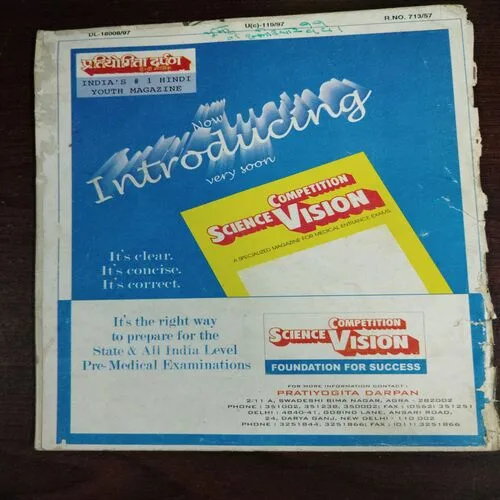 DL-18008/97
U(c)-119/97
R.NO. 713/57
प्रतियोगिता दर्पण
हिन्दी मासिक
INDIA'S # 1 HINDI
YOUTH MAGAZINE
Now
Introducing
very soon
COMPETITION
SCIENCE VISION
A SPECIALIZED MAGAZINE FOR MEDICAL ENTRANCE EXAMS.
It's clear.
It's concise.
It's correct.
It's the right way
to prepare for the
State & All India Level
Pre-Medical Examinations
COMPETITION
SCIENCE VISION
FOUNDATION FOR SUCCESS
FOR MORE INFORMATION CONTACT :
PRATIYOGITA DARPAN
2/11 A, SWADESHI BIMA NAGAR, AGRA - 282002
PHONE : 351002, 351238, 350002; FAX : (0562) 351251
DELHI : 4840-41, GOBIND LANE, ANSARI ROAD,
24, DARYA GANJ, NEW DELHI - 110 002
PHONE : 3251844, 3251866; FAX : (011) 3251866